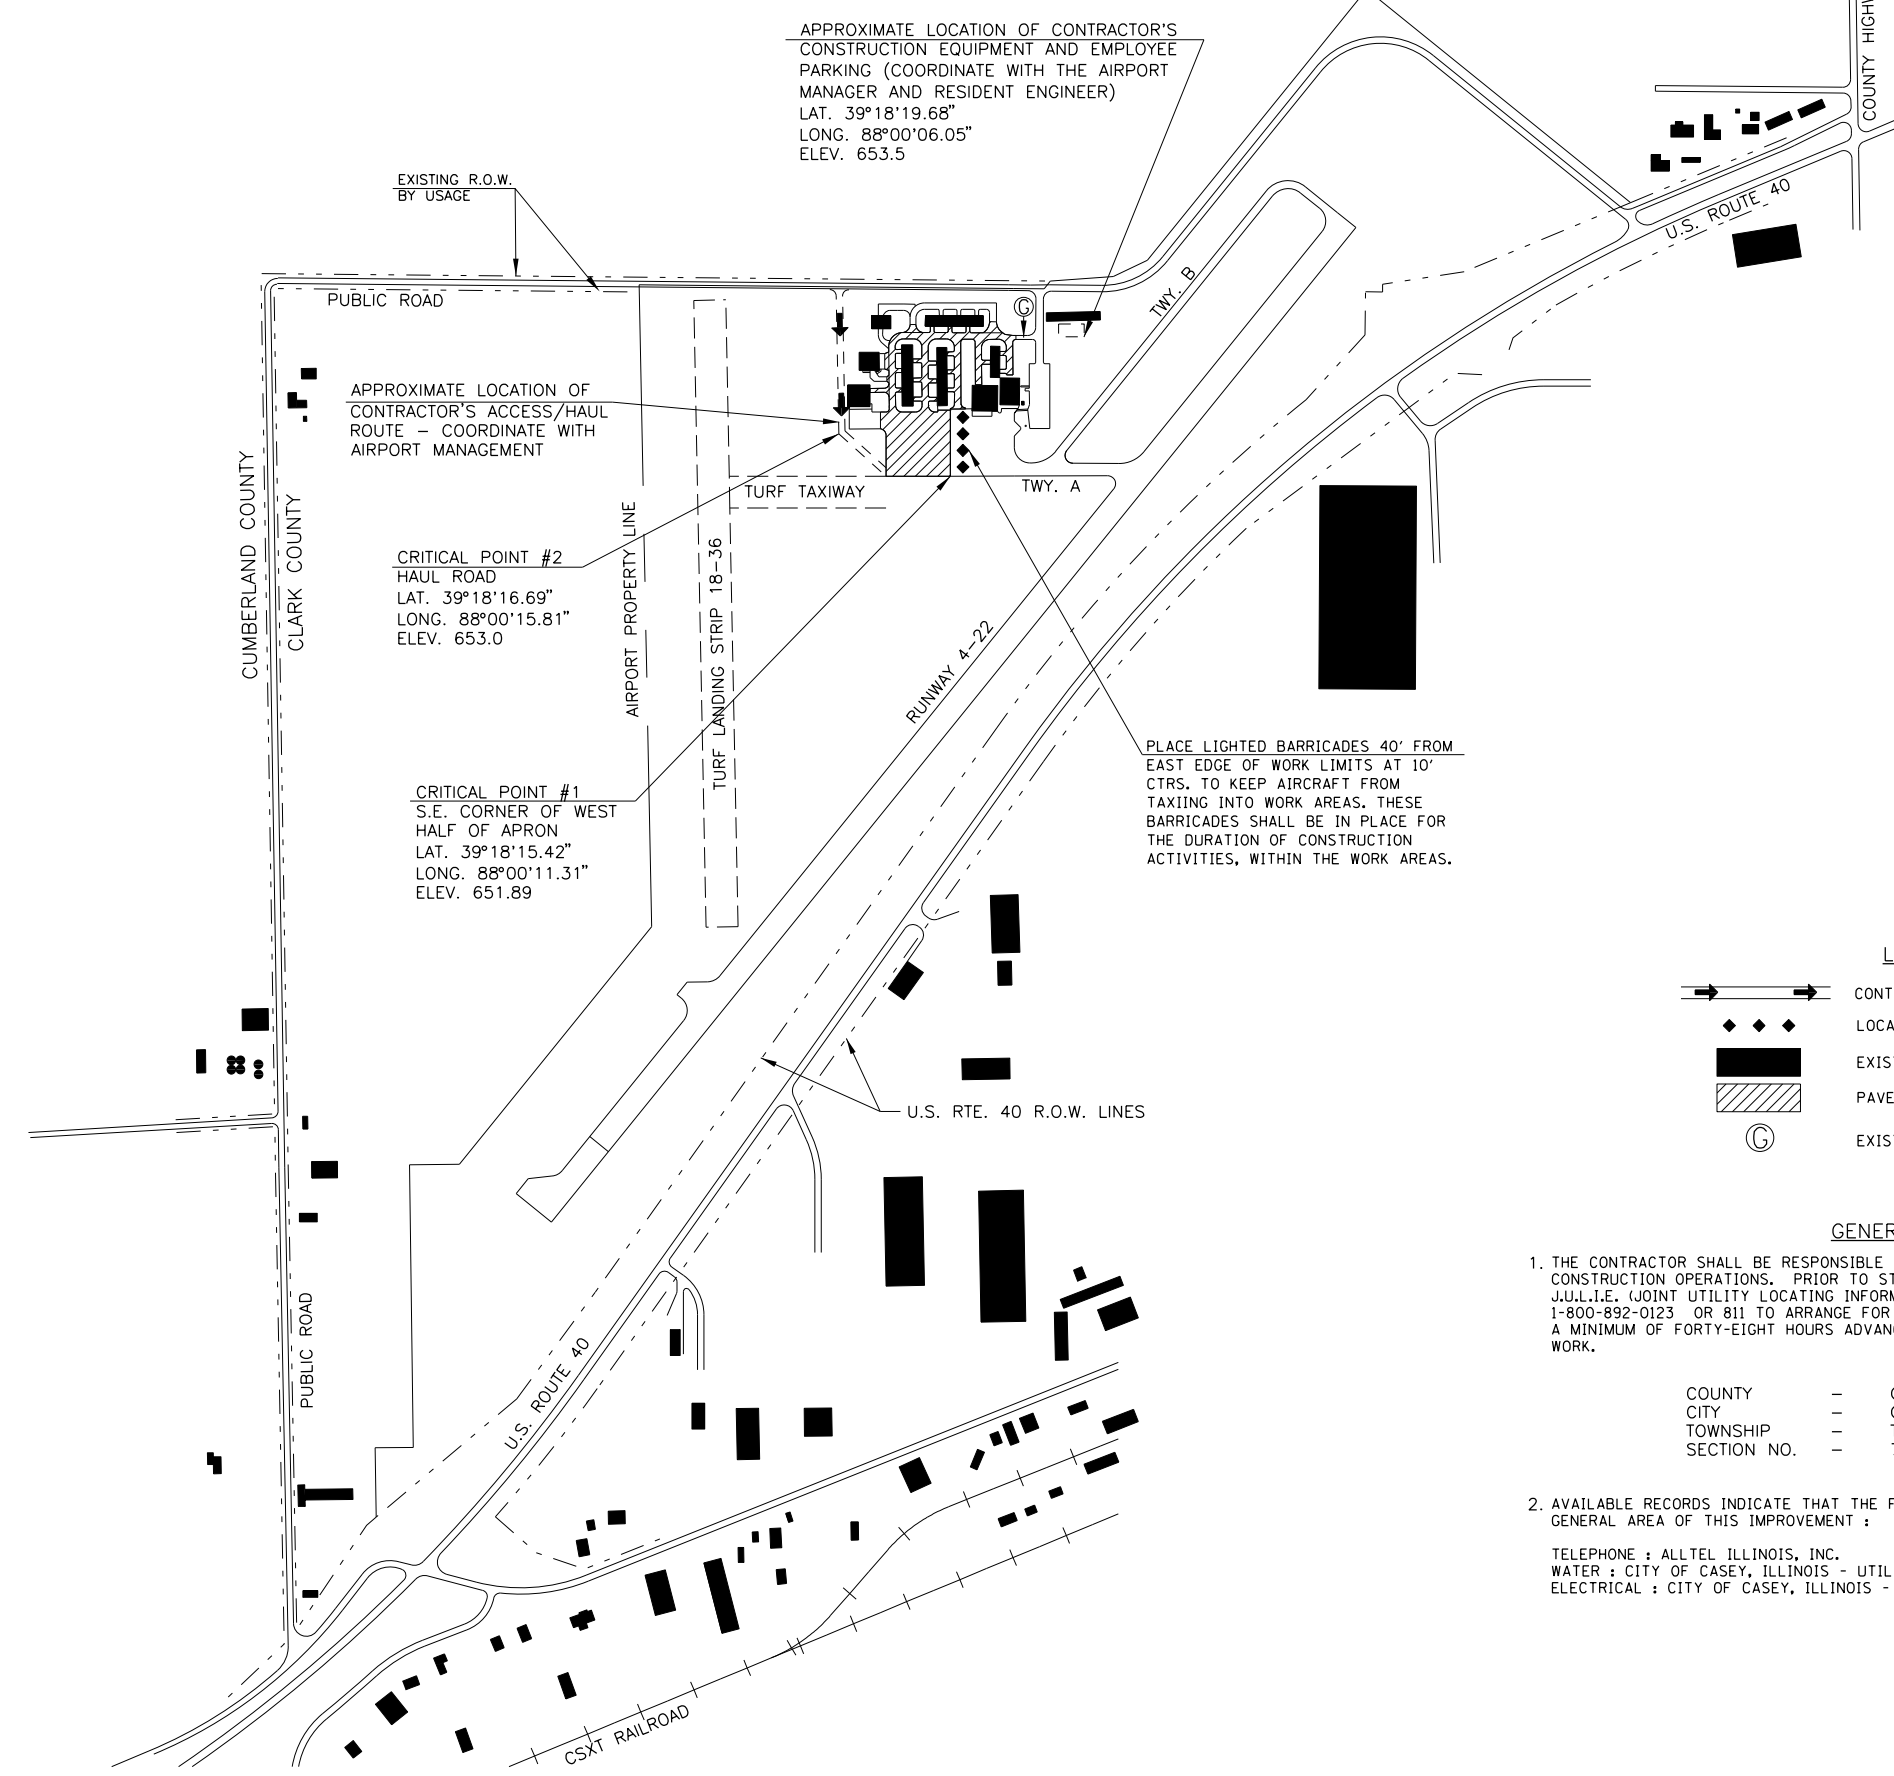 APPROXIMATE LOCATION OF CONTRACTOR'S
CONSTRUCTION EQUIPMENT AND EMPLOYEE
PARKING (COORDINATE WITH THE AIRPORT
MANAGER AND RESIDENT ENGINEER)
LAT. 39°18'19.68"
LONG. 88°00'06.05"
ELEV. 653.5
COUNTY
U.S. ROUTE 40
EXISTING R.O.W.
BY USAGE
PUBLIC ROAD
TWY. B
G
APPROXIMATE LOCATION OF
CONTRACTOR'S ACCESS/HAUL
ROUTE – COORDINATE WITH
AIRPORT MANAGEMENT
CUMBERLAND COUNTY
CLARK COUNTY
AIRPORT PROPERTY LINE
TURF LANDING STRIP 18-36
TURF TAXIWAY
TWY. A
RUNWAY 4-22
CRITICAL POINT #2
HAUL ROAD
LAT. 39°18'16.69"
LONG. 88°00'15.81"
ELEV. 653.0
CRITICAL POINT #1
S.E. CORNER OF WEST
HALF OF APRON
LAT. 39°18'15.42"
LONG. 88°00'11.31"
ELEV. 651.89
PLACE LIGHTED BARRICADES 40' FROM
EAST EDGE OF WORK LIMITS AT 10'
CTRS. TO KEEP AIRCRAFT FROM
TAXIING INTO WORK AREAS. THESE
BARRICADES SHALL BE IN PLACE FOR
THE DURATION OF CONSTRUCTION
ACTIVITIES, WITHIN THE WORK AREAS.
U.S. RTE. 40 R.O.W. LINES
PUBLIC ROAD
U.S. ROUTE 40
CSXT RAILROAD
L
CONT
LOCA
EXIS
PAVE
G
EXIS
GENER
1. THE CONTRACTOR SHALL BE RESPONSIBLE
CONSTRUCTION OPERATIONS. PRIOR TO ST
J.U.L.I.E. (JOINT UTILITY LOCATING INFORM
1-800-892-0123 OR 811 TO ARRANGE FOR
A MINIMUM OF FORTY-EIGHT HOURS ADVAN
WORK.
COUNTY –
CITY –
TOWNSHIP –
SECTION NO. –
2. AVAILABLE RECORDS INDICATE THAT THE
GENERAL AREA OF THIS IMPROVEMENT :
TELEPHONE : ALLTEL ILLINOIS, INC.
WATER : CITY OF CASEY, ILLINOIS - UTIL
ELECTRICAL : CITY OF CASEY, ILLINOIS -